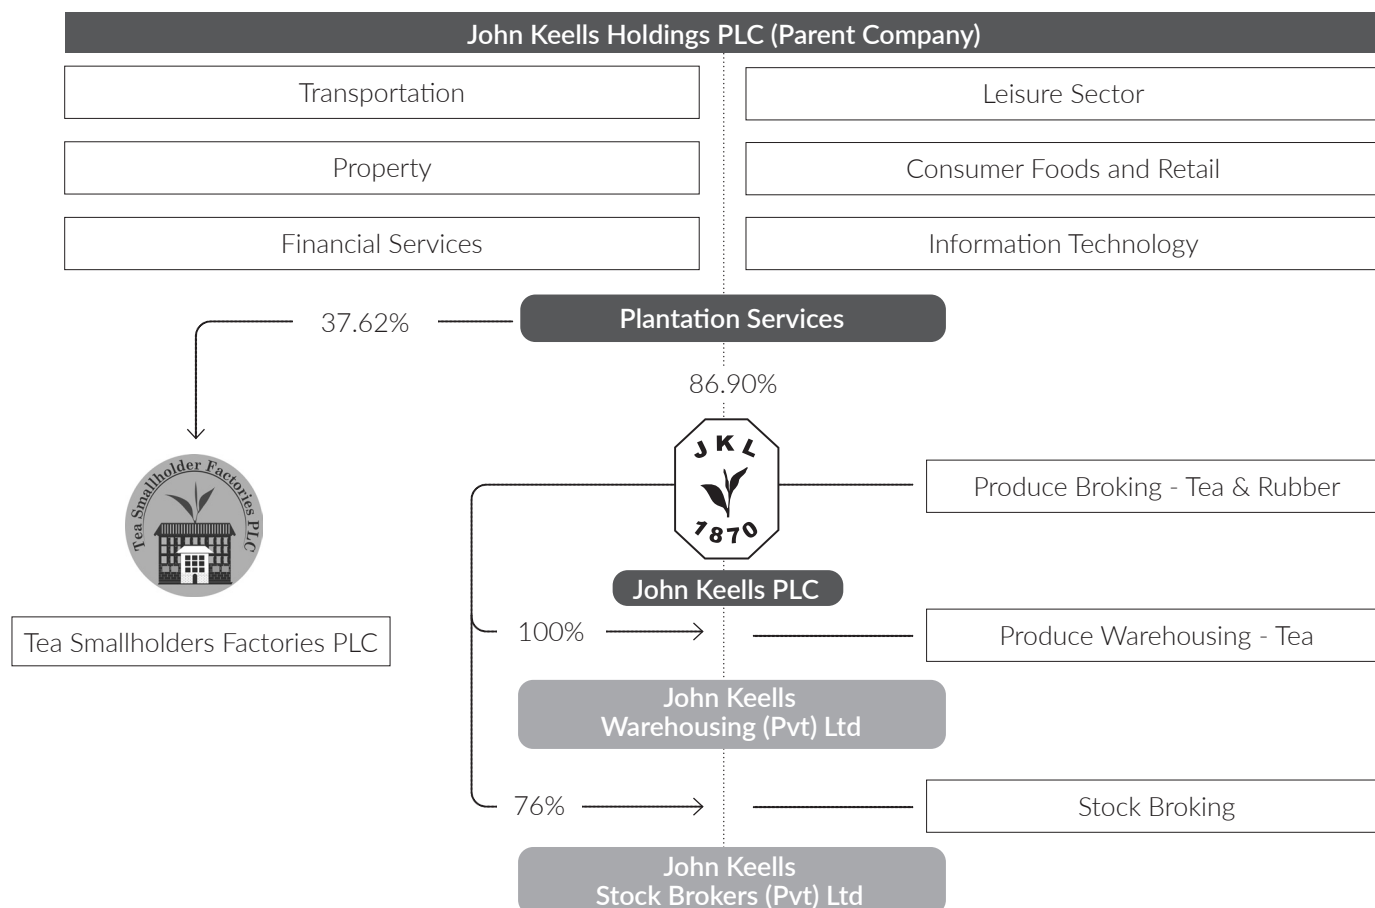 John Keells Holdings PLC (Parent Company)
Transportation
Leisure Sector
Property
Consumer Foods and Retail
Financial Services
Information Technology
37.62%
Plantation Services
86.90%
JKL
1870
Tea Smallholder Factories PLC
Produce Broking - Tea & Rubber
John Keells PLC
Tea Smallholders Factories PLC
100%
Produce Warehousing - Tea
John Keells
Warehousing (Pvt) Ltd
76%
Stock Broking
John Keells
Stock Brokers (Pvt) Ltd